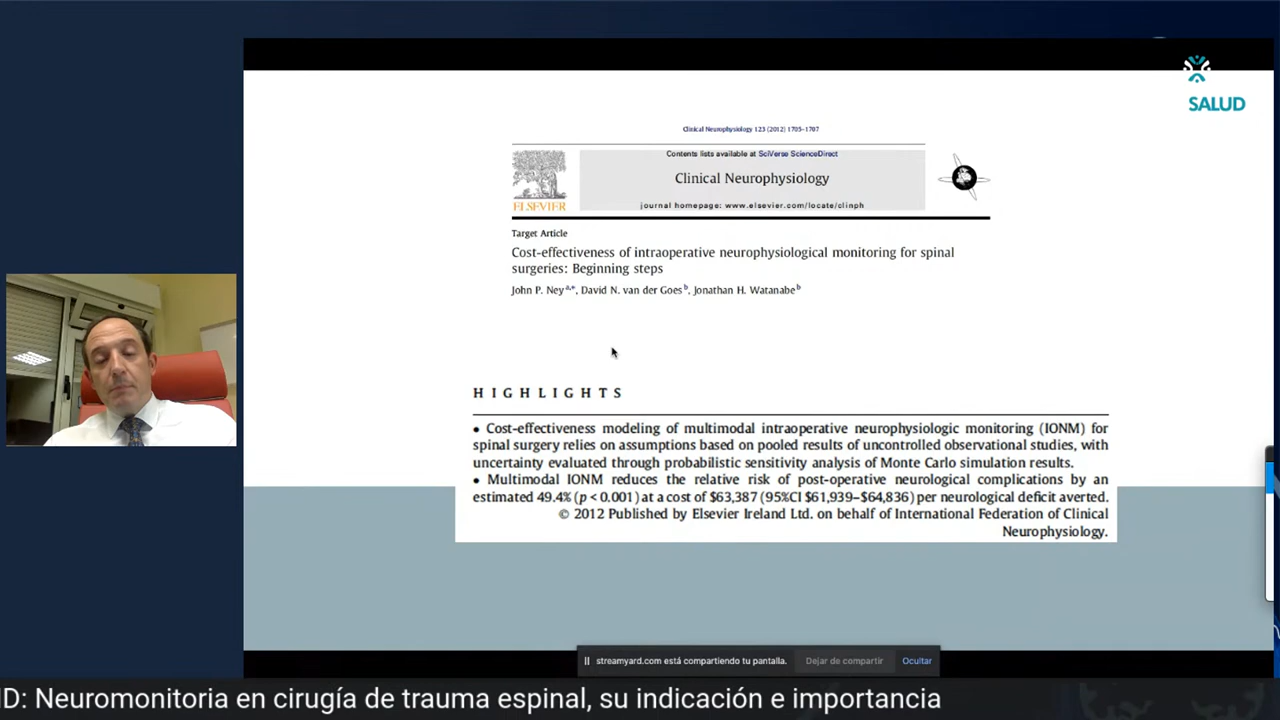 SALUD
Clinical Neurophysiology 123 (2012) 1705–1707
Contents lists available at SciVerse ScienceDirect
Clinical Neurophysiology
journal homepage: www.elsevier.com/locate/clinph
ELSEVIER
Target Article
Cost-effectiveness of intraoperative neurophysiological monitoring for spinal
surgeries: Beginning steps
John P. Ney a,*, David N. van der Goes b, Jonathan H. Watanabe b
HIGHLIGHTS
• Cost-effectiveness modeling of multimodal intraoperative neurophysiologic monitoring (IONM) for
spinal surgery relies on assumptions based on pooled results of uncontrolled observational studies, with
uncertainty evaluated through probabilistic sensitivity analysis of Monte Carlo simulation results.
• Multimodal IONM reduces the relative risk of post-operative neurological complications by an
estimated 49.4% (p < 0.001) at a cost of $63,387 (95%CI $61,939–$64,836) per neurological deficit averted.
© 2012 Published by Elsevier Ireland Ltd. on behalf of International Federation of Clinical
Neurophysiology.
streamyard.com está compartiendo tu pantalla. Dejar de compartir Ocultar
ID: Neuromonitoria en cirugía de trauma espinal, su indicación e importancia